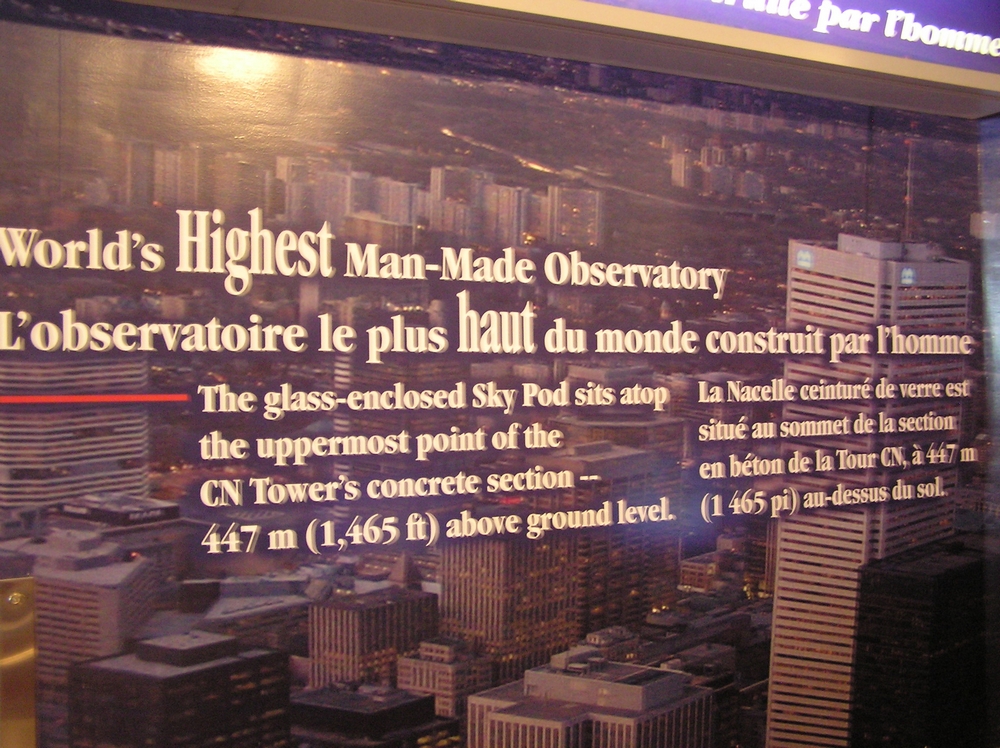 par l'homme
World's Highest Man-Made Observatory
L'observatoire le plus haut du monde construit par l'homme
The glass-enclosed Sky Pod sits atop
the uppermost point of the
CN Tower's concrete section --
447 m (1,465 ft) above ground level.
La Nacelle ceinturé de verre est
situé au sommet de la section
en béton de la Tour CN, à 447 m
(1 465 pi) au-dessus du sol.